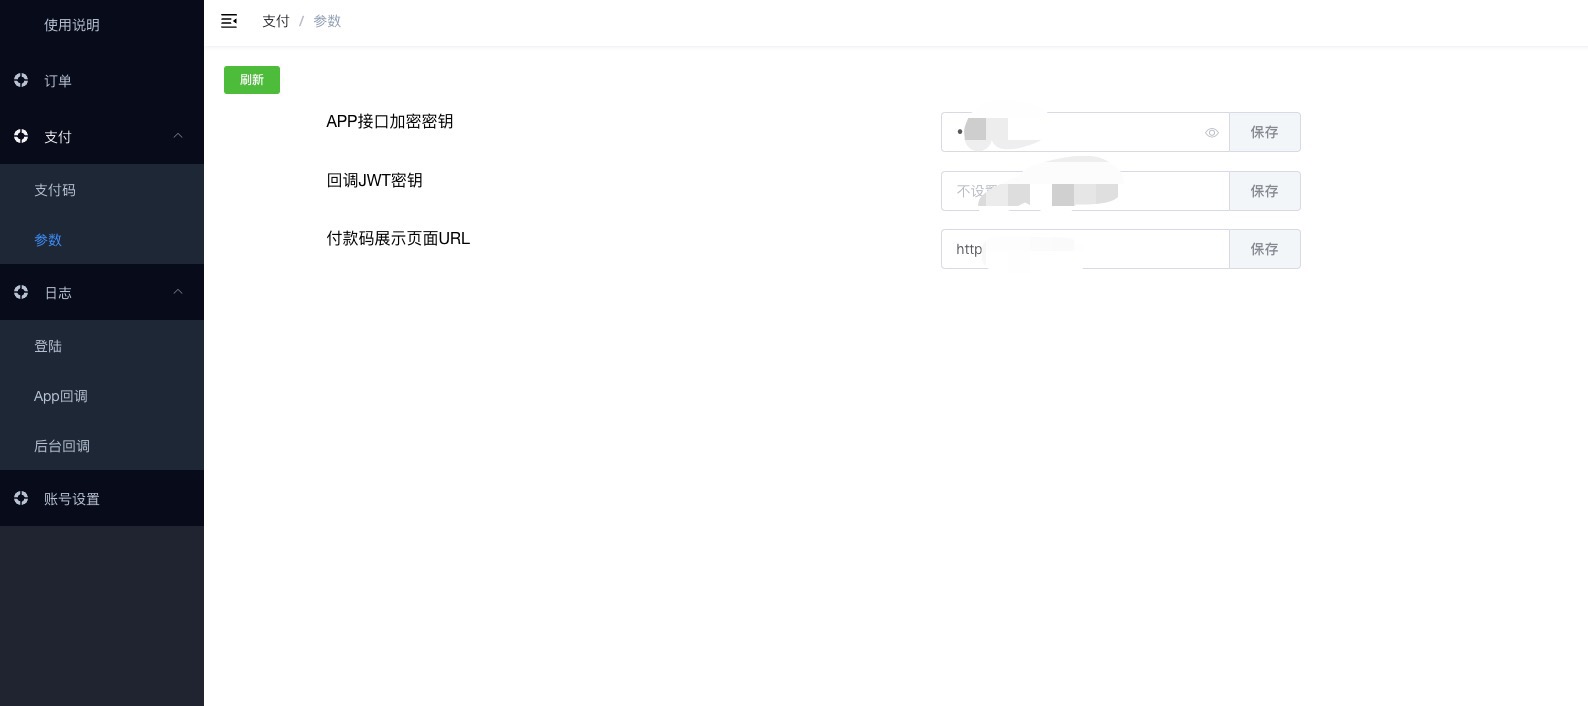 使用说明
订单
支付
支付码
参数
日志
登陆
App回调
后台回调
账号设置
支付 / 参数
刷新
APP接口加密密钥
保存
回调JWT密钥
不设
保存
付款码展示页面URL
http
保存